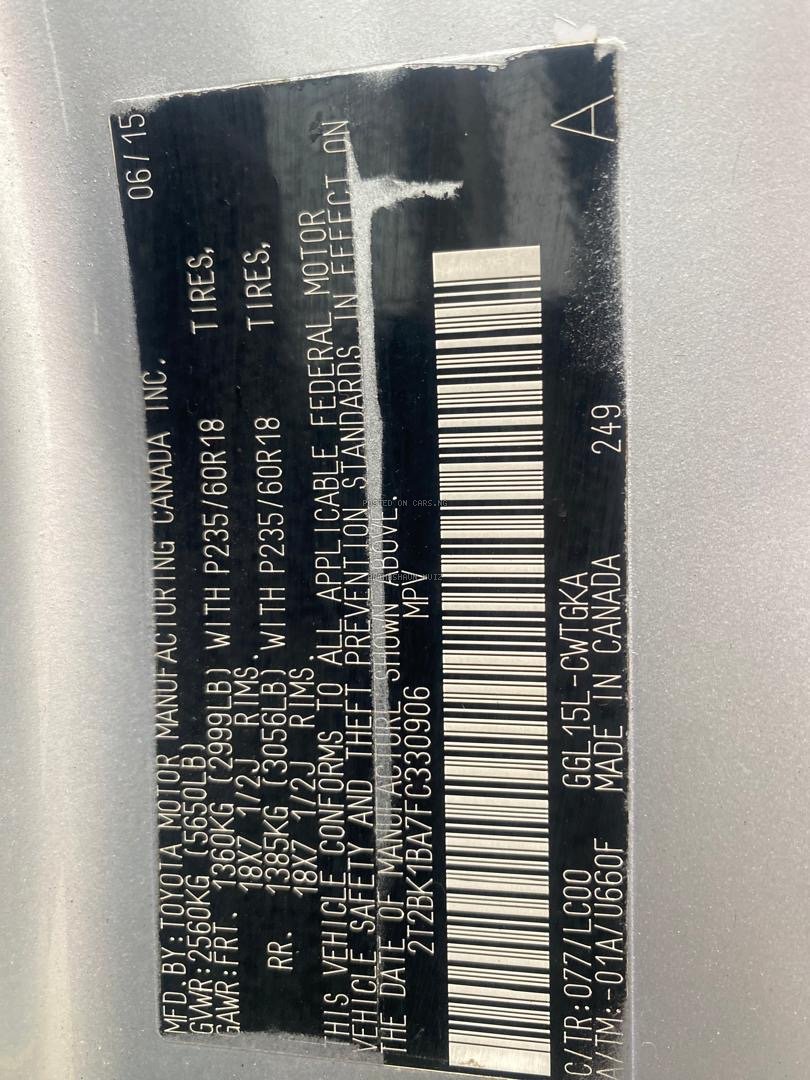 MFD.BY:TOYOTA MOTOR MANUFACTURING CANADA INC. 06/15
GVWR:2560KG (5650LB)
GAWR:FRT. 1360KG (2999LB) WITH P235/60R18 TIRES,
18X7 1/2J RIMS.
RR. 1385KG (3056LB) WITH P235/60R18 TIRES,
18X7 1/2J RIMS.
THIS VEHICLE CONFORMS TO ALL APPLICABLE FEDERAL MOTOR
VEHICLE SAFETY AND THEFT PREVENTION STANDARDS IN EFFECT ON
THE DATE OF MANUFACTURE SHOWN ABOVE.
2T2BK1BA7FC330906 MPV
C/TR:077/LC00 GGL15L-CWTGKA A
A/TM:-01A/U660F MADE IN CANADA 249
POSTED ON CARS.NG